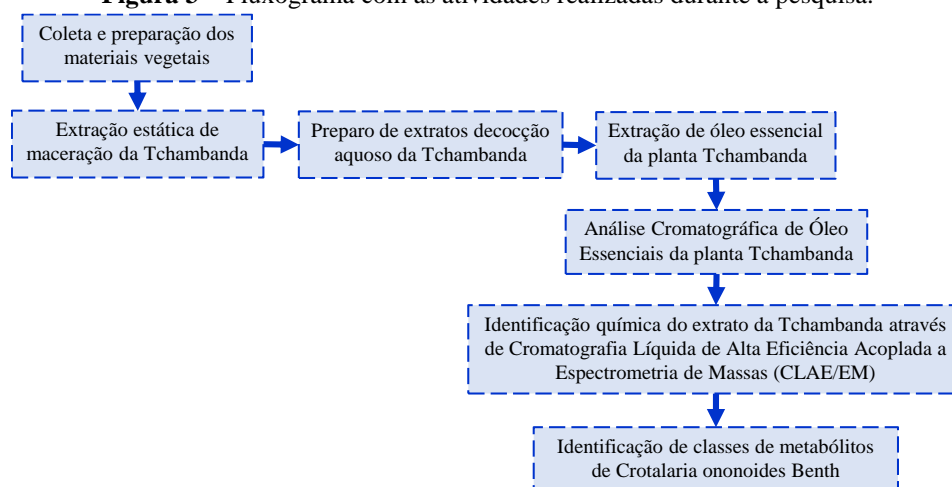 Figura 3 – Fluxograma com as atividades realizadas durante a pesquisa.
Coleta e preparação dos
materiais vegetais
Extração estática de
maceração da Tchambanda
Preparo de extratos decocção
aquoso da Tchambanda
Extração de óleo essencial
da planta Tchambanda
Análise Cromatográfica de Óleo
Essenciais da planta Tchambanda
Identificação química do extrato da Tchambanda através
de Cromatografia Líquida de Alta Eficiência Acoplada a
Espectrometria de Massas (CLAE/EM)
Identificação de classes de metabólitos
de Crotalaria ononoides Benth